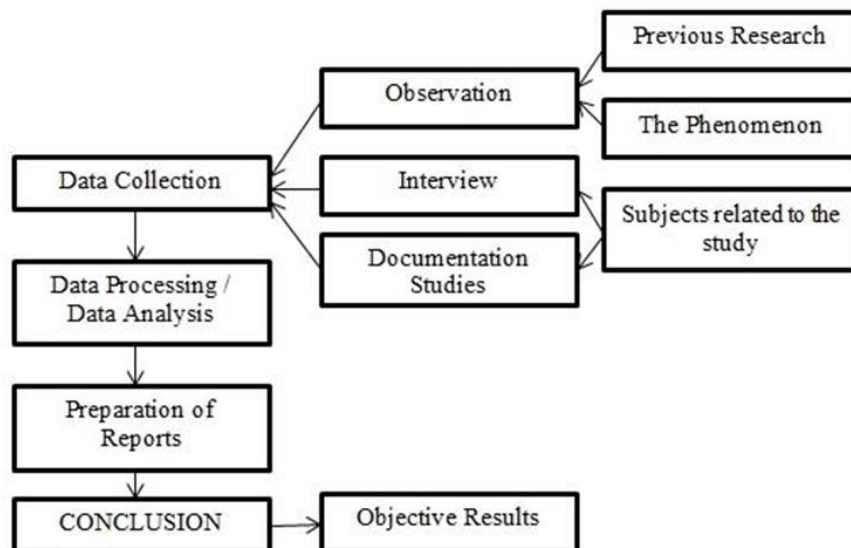 Previous Research
Observation
The Phenomenon
Data Collection
Interview
Subjects related to the
study
Documentation
Studies
Data Processing /
Data Analysis
Preparation of
Reports
CONCLUSION
Objective Results